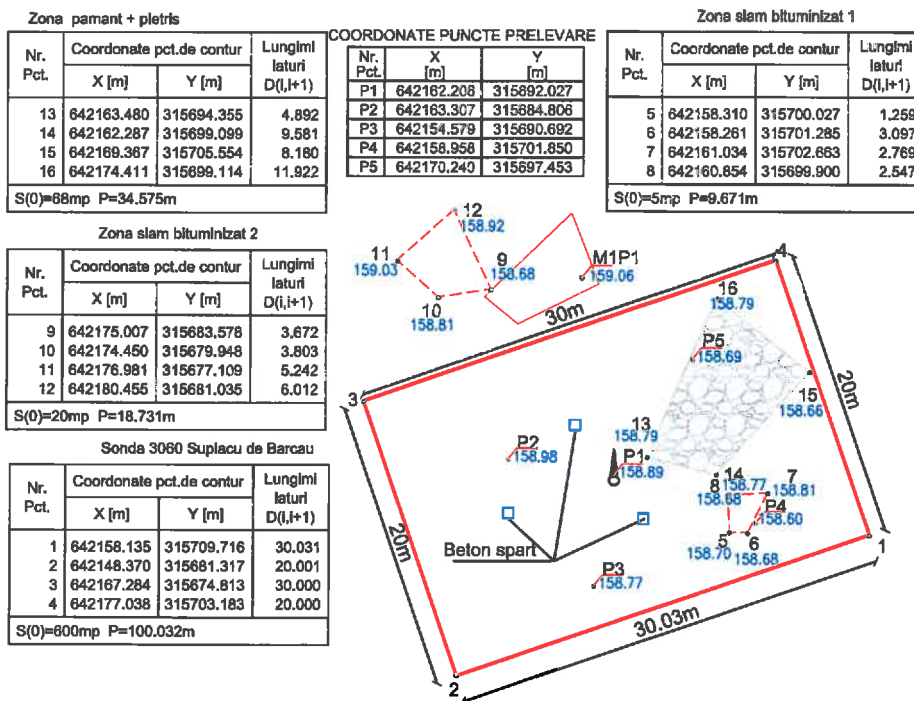 Zona pamant + pietris
Nr. Pct. Coordonate pct.de contur Lungimi laturi D(i,i+1)
X [m] Y [m]
13 642163.480 315694.355 4.892
14 642162.287 315699.099 9.581
15 642169.367 315705.554 8.180
16 642174.411 315699.114 11.922
S(0)=68mp P=34.575m
COORDONATE PUNCTE PRELEVARE
Nr. Pct. X [m] Y [m]
P1 642162.208 315692.027
P2 642163.307 315684.806
P3 642154.579 315690.692
P4 642158.958 315701.850
P5 642170.240 315697.453
Zona slam bituminizat 1
Nr. Pct. Coordonate pct.de contur Lungimi laturi D(i,i+1)
X [m] Y [m]
5 642158.310 315700.027 1.259
6 642158.261 315701.285 3.097
7 642161.034 315702.663 2.769
8 642160.854 315699.900 2.547
S(0)=5mp P=9.671m
Zona slam bituminizat 2
Nr. Pct. Coordonate pct.de contur Lungimi laturi D(i,i+1)
X [m] Y [m]
9 642175.007 315683.578 3.672
10 642174.450 315679.948 3.803
11 642176.981 315677.109 5.242
12 642180.455 315681.035 6.012
S(0)=20mp P=18.731m
Sonda 3060 Suplacu de Barcau
Nr. Pct. Coordonate pct.de contur Lungimi laturi D(i,i+1)
X [m] Y [m]
1 642158.135 315709.716 30.031
2 642148.370 315681.317 20.001
3 642167.284 315674.813 30.000
4 642177.038 315703.183 20.000
S(0)=600mp P=100.032m
12
158.92
11
159.03
9
158.68
10
158.81
M1P1
159.06
30m
4
16
158.79
P5
158.69
20m
15
158.66
3
13
158.79
P1
158.89
P2
158.98
14
158.77
8
158.68
7
158.81
P4
158.60
5
158.70
6
158.68
1
20m
Beton spart
P3
158.77
30.03m
2